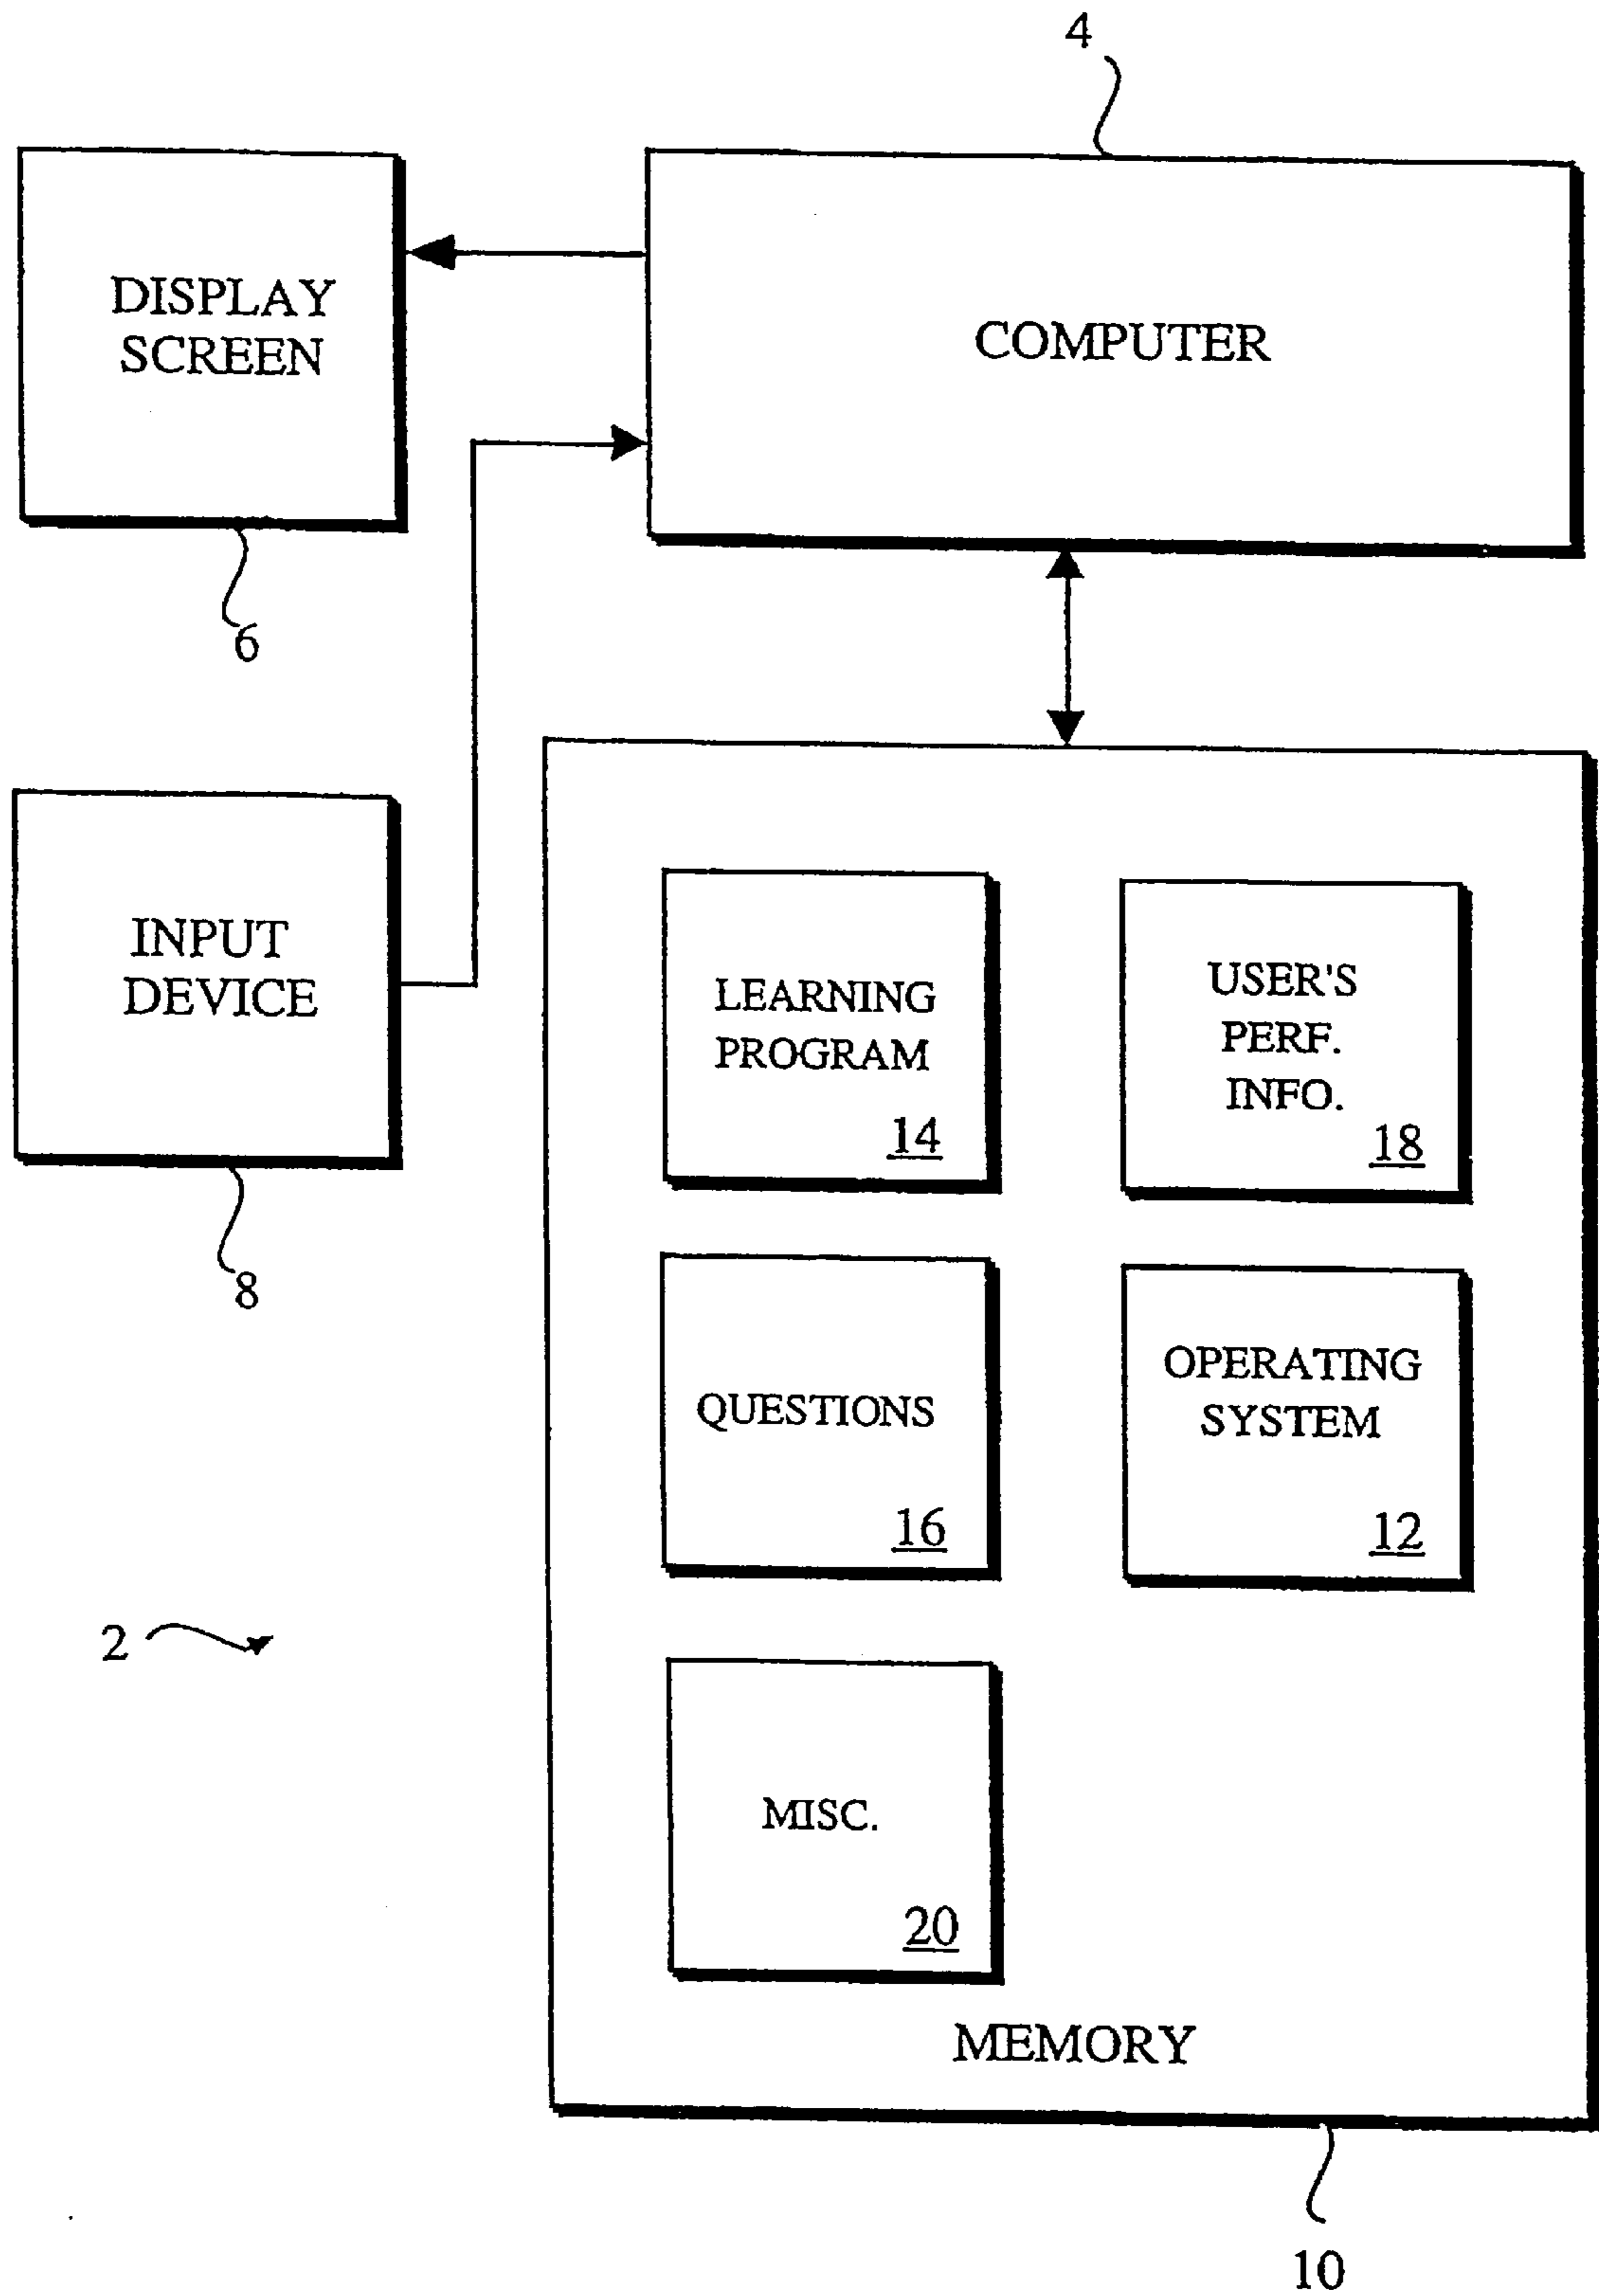 4
DISPLAY
SCREEN
COMPUTER
6
INPUT
DEVICE
8
LEARNING
PROGRAM
14
USER'S
PERF.
INFO.
18
QUESTIONS
16
OPERATING
SYSTEM
12
2
MISC.
20
MEMORY
10